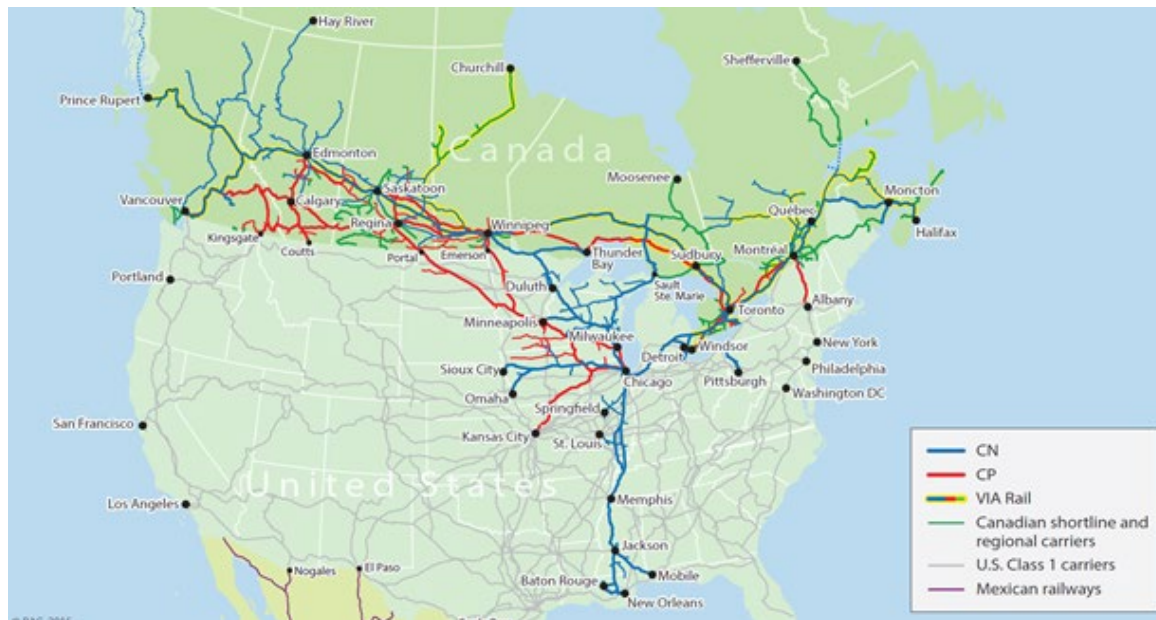 Hay River
Churchill
Shefferville
Prince Rupert
Edmonton
Canada
Moosenee
Saskatoon
Moncton
Vancouver
Calgary
Québec
Regina
Winnipeg
Halifax
Kingsgate
Coutts
Portal
Emerson
Thunder
Bay
Sudbury
Montréal
Portland
Duluth
Sault
Ste. Marie
Toronto
Albany
Minneapolis
Milwaukee
New York
Detroit
Windsor
Philadelphia
Sioux City
Chicago
Pittsburgh
Washington DC
Omaha
Springfield
San Francisco
Kansas City
St. Louis
United States
Los Angeles
Memphis
Jackson
Nogales
El Paso
Baton Rouge
Mobile
New Orleans
CN
CP
VIA Rail
Canadian shortline and
regional carriers
U.S. Class 1 carriers
Mexican railways